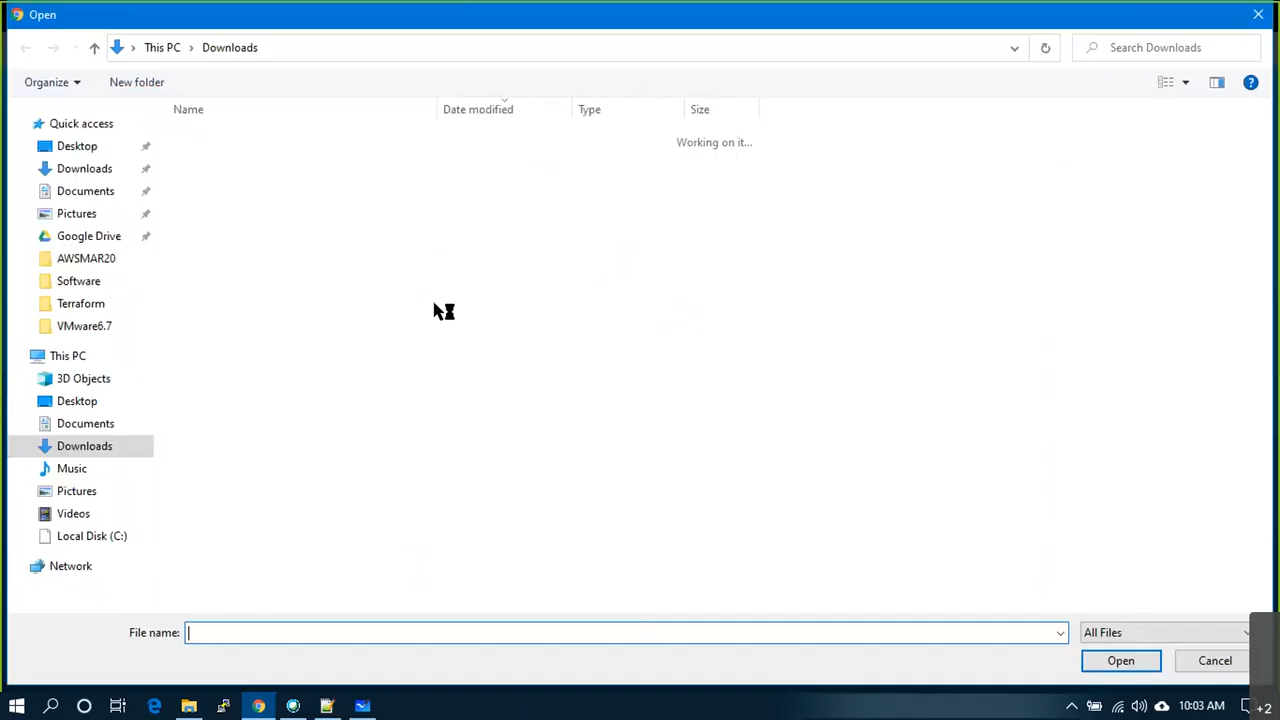 Open
This PC > Downloads
Search Downloads
Organize
New folder
Name
Date modified
Type
Size
Working on it...
Quick access
Desktop
Downloads
Documents
Pictures
Google Drive
AWSMAR20
Software
Terraform
VMware6.7
This PC
3D Objects
Desktop
Documents
Downloads
Music
Pictures
Videos
Local Disk (C:)
Network
File name:
All Files
Open
Cancel
10:03 AM
+2